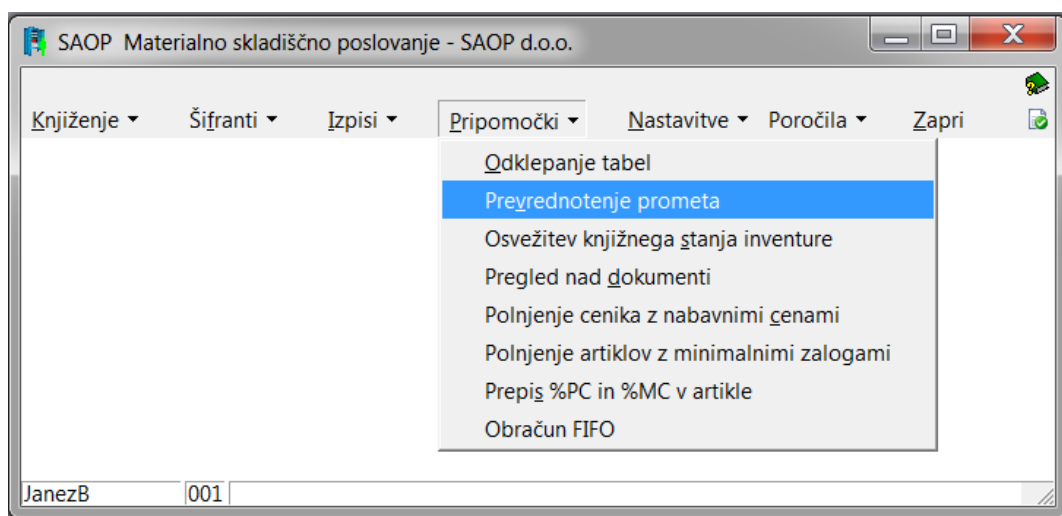 SAOP Materialno skladiščno poslovanje - SAOP d.o.o.
Knjiženje Šifranti Izpisi Pripomočki Nastavitve Poročila Zapri
Odklepanje tabel
Prevrednotenje prometa
Osvežitev knjižnega stanja inventure
Pregled nad dokumenti
Polnjenje cenika z nabavnimi cenami
Polnjenje artiklov z minimalnimi zalogami
Prepis %PC in %MC v artikle
Obračun FIFO
JanezB 001